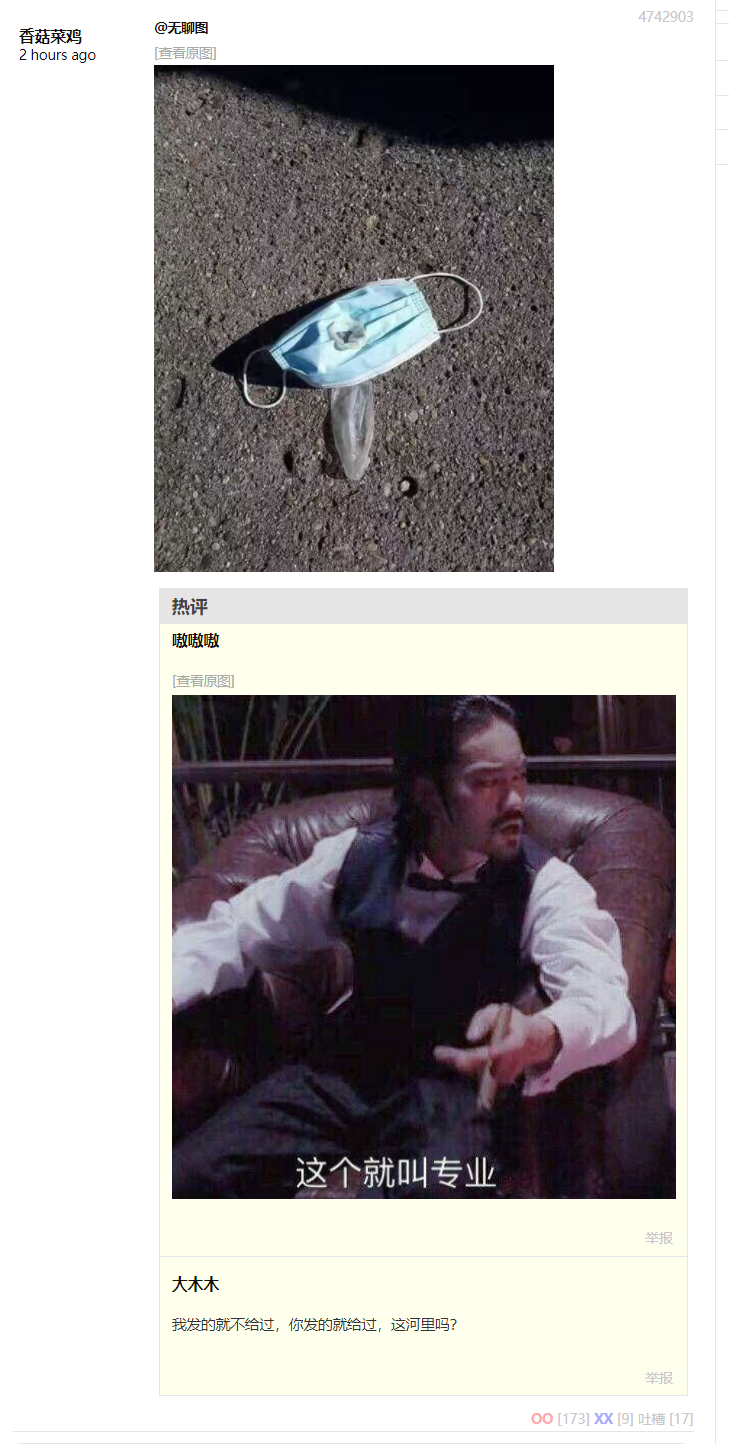 4742903
香菇菜鸡
2 hours ago
@无聊图
[查看原图]
热评
嗷嗷嗷
[查看原图]
这个就叫专业
举报
大木木
我发的就不给过，你发的就给过，这河里吗?
举报
OO [173] XX [9] 吐槽 [17]